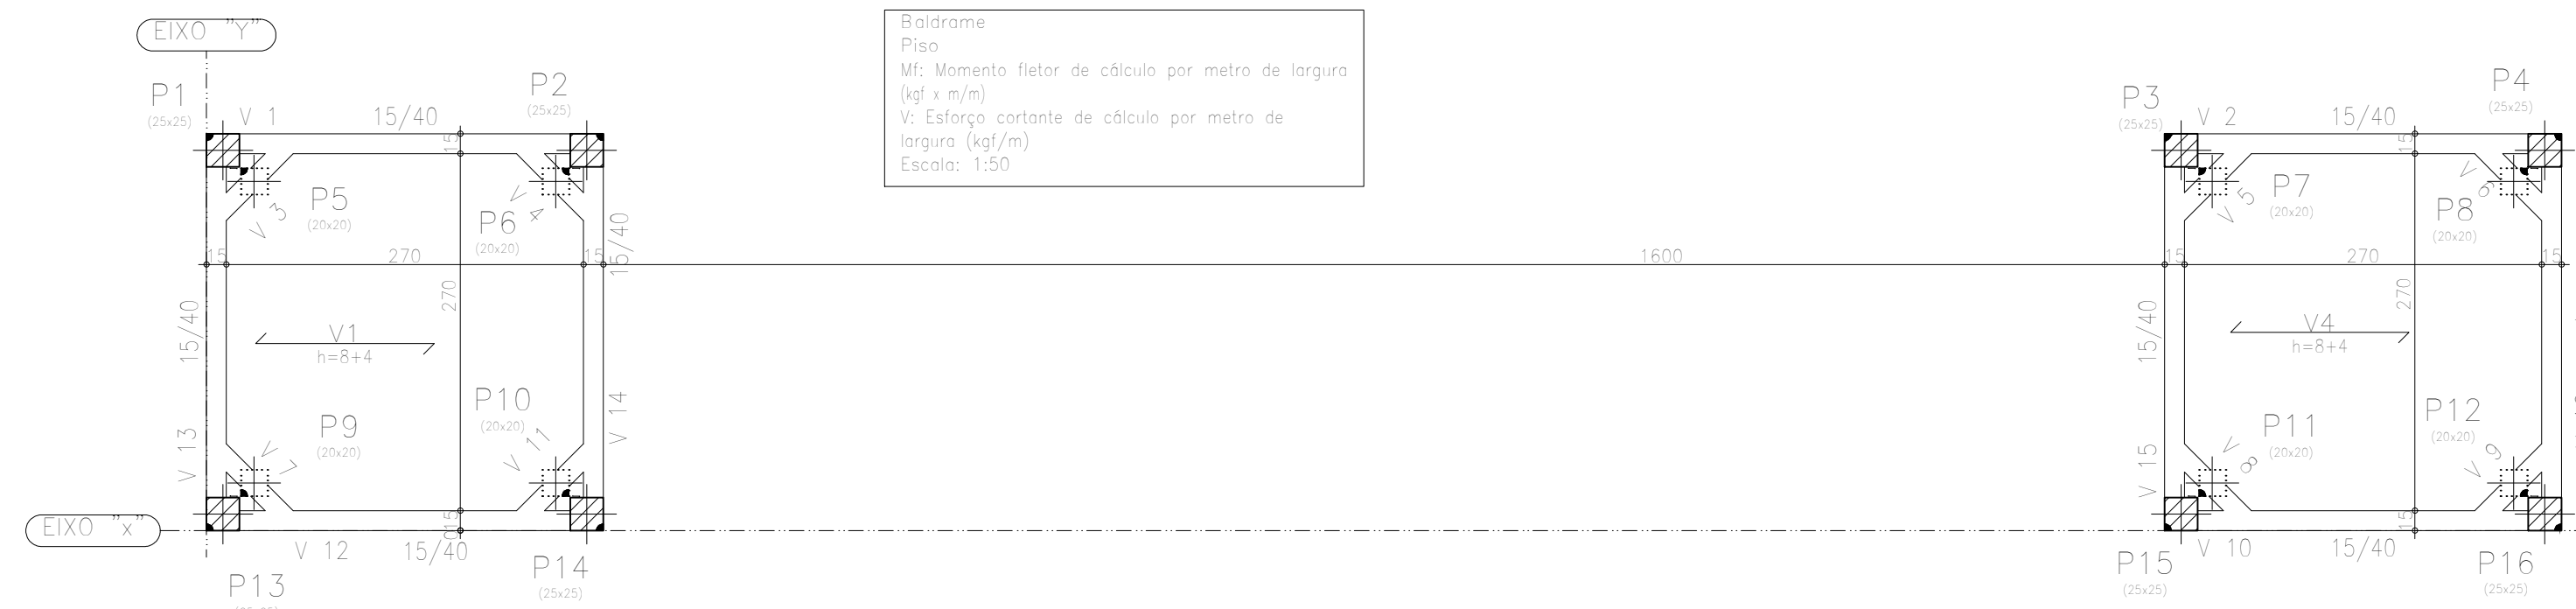 EIXO "Y"
Baldrame
Piso
Mf: Momento fletor de cálculo por metro de largura
(kgf x m/m)
V: Esforço cortante de cálculo por metro de
largura (kgf/m)
Escala: 1:50
P1
(25x25)
V 1
15/40
P2
(25x25)
P3
(25x25)
V 2
15/40
P4
(25x25)
15
15
P5
(20x20)
V 3
P6
(20x20)
V 4
15/40
P7
(20x20)
V 5
P8
(20x20)
V 6
15
270
15
1600
15
270
15
270
270
15/40
V1
h=8+4
15/40
V4
h=8+4
P9
(20x20)
V 7
P10
(20x20)
V 11
V 13
V 14
P11
(20x20)
V 8
P12
(20x20)
V 9
V 15
EIXO "x"
15
15
V 12
15/40
V 10
15/40
P13
P14
(25x25)
P15
(25x25)
P16
(25x25)